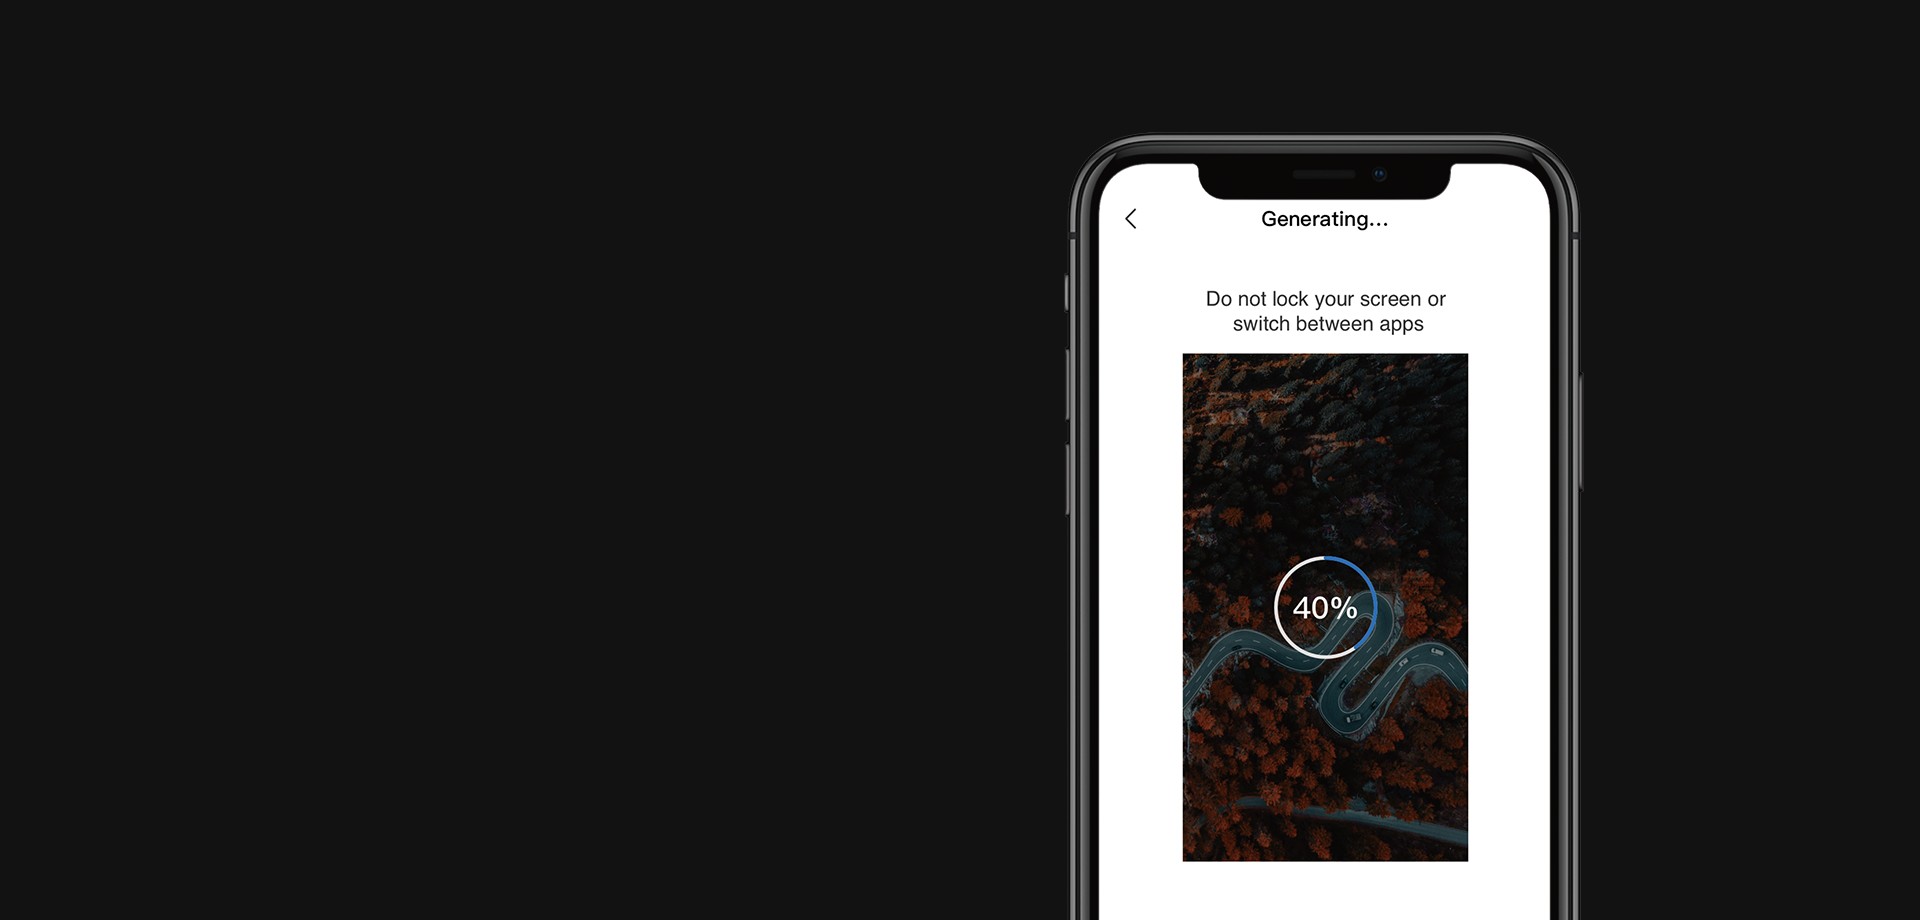 Generating...
Do not lock your screen or
switch between apps
40%